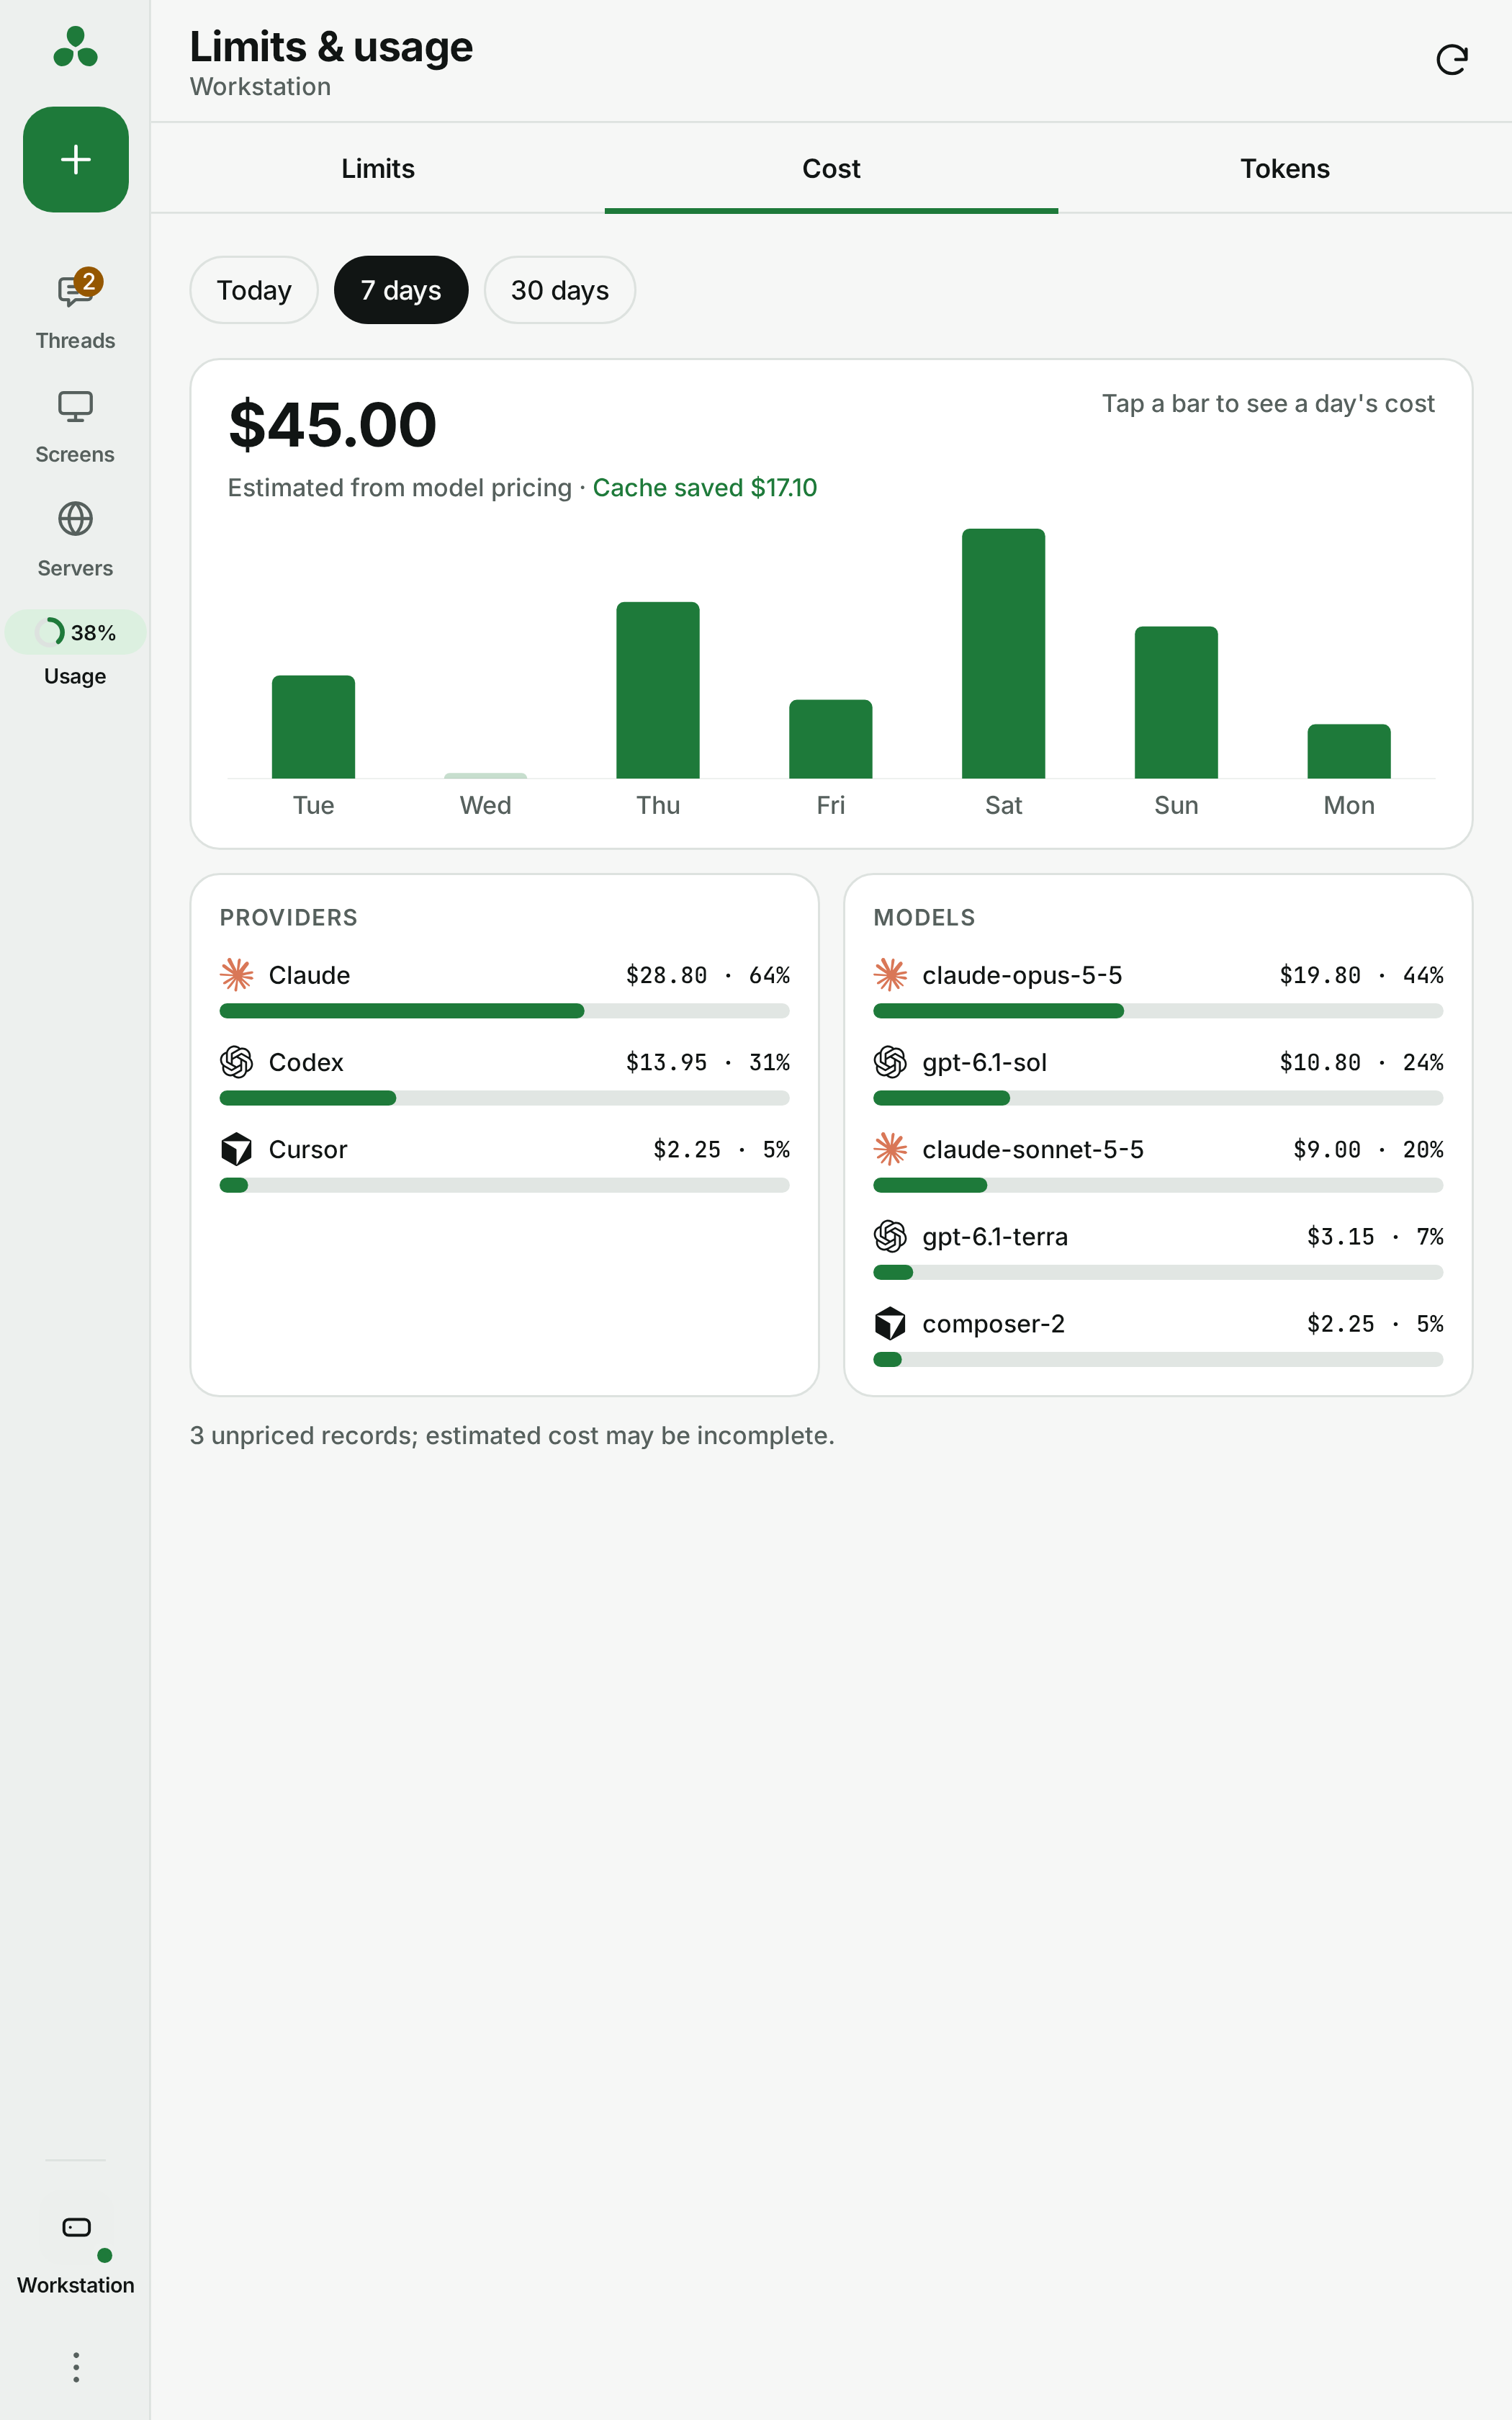 Limits & usage
Workstation
Limits
Cost
Tokens
2
Threads
Screens
Servers
38%
Usage
Today
7 days
30 days
$45.00
Tap a bar to see a day's cost
Estimated from model pricing · Cache saved $17.10
Tue
Wed
Thu
Fri
Sat
Sun
Mon
PROVIDERS
Claude
$28.80 · 64%
Codex
$13.95 · 31%
Cursor
$2.25 · 5%
MODELS
claude-opus-5-5
$19.80 · 44%
gpt-6.1-sol
$10.80 · 24%
claude-sonnet-5-5
$9.00 · 20%
gpt-6.1-terra
$3.15 · 7%
composer-2
$2.25 · 5%
3 unpriced records; estimated cost may be incomplete.
Workstation